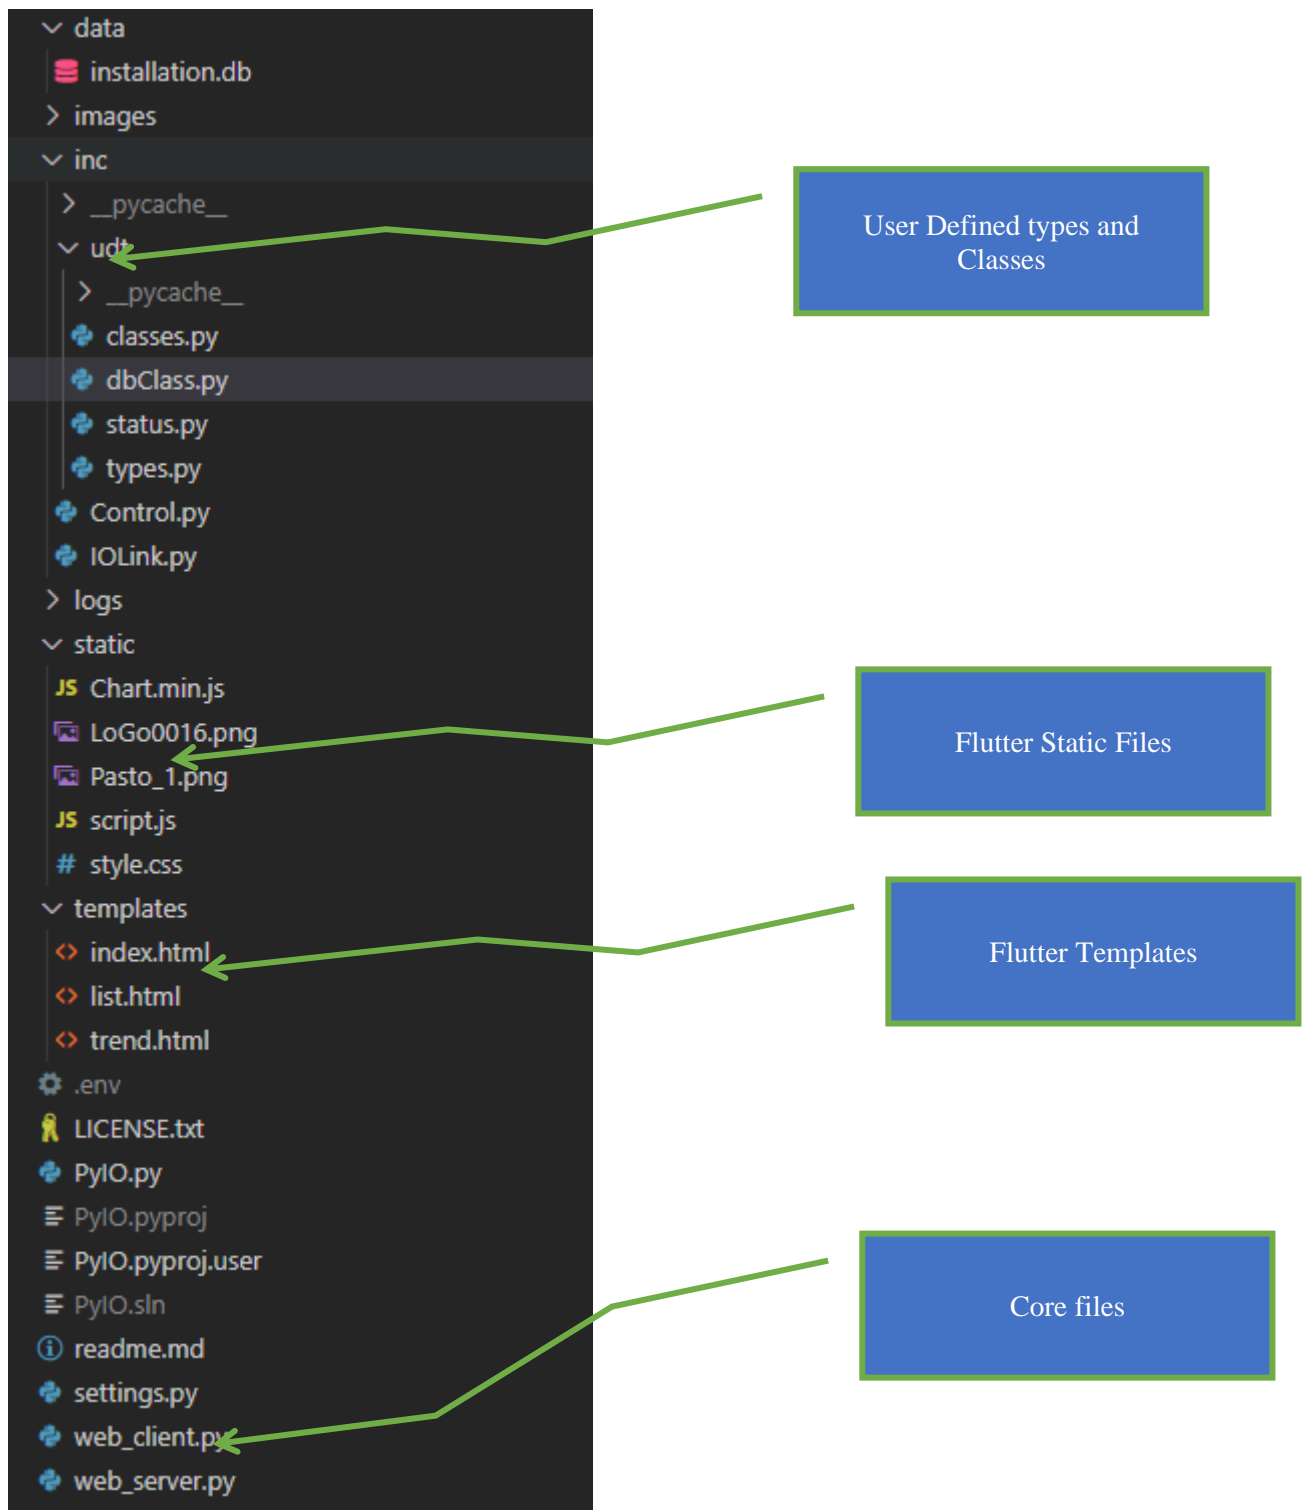 data
installation.db
images
inc
__pycache__
udt
__pycache__
classes.py
dbClass.py
status.py
types.py
Control.py
IOLink.py
logs
static
JS Chart.min.js
LoGo0016.png
Pasto_1.png
JS script.js
# style.css
templates
<> index.html
<> list.html
<> trend.html
.env
LICENSE.txt
PyIO.py
PyIO.pyproj
PyIO.pyproj.user
PyIO.sln
readme.md
settings.py
web_client.py
web_server.py
User Defined types and
Classes
Flutter Static Files
Flutter Templates
Core files